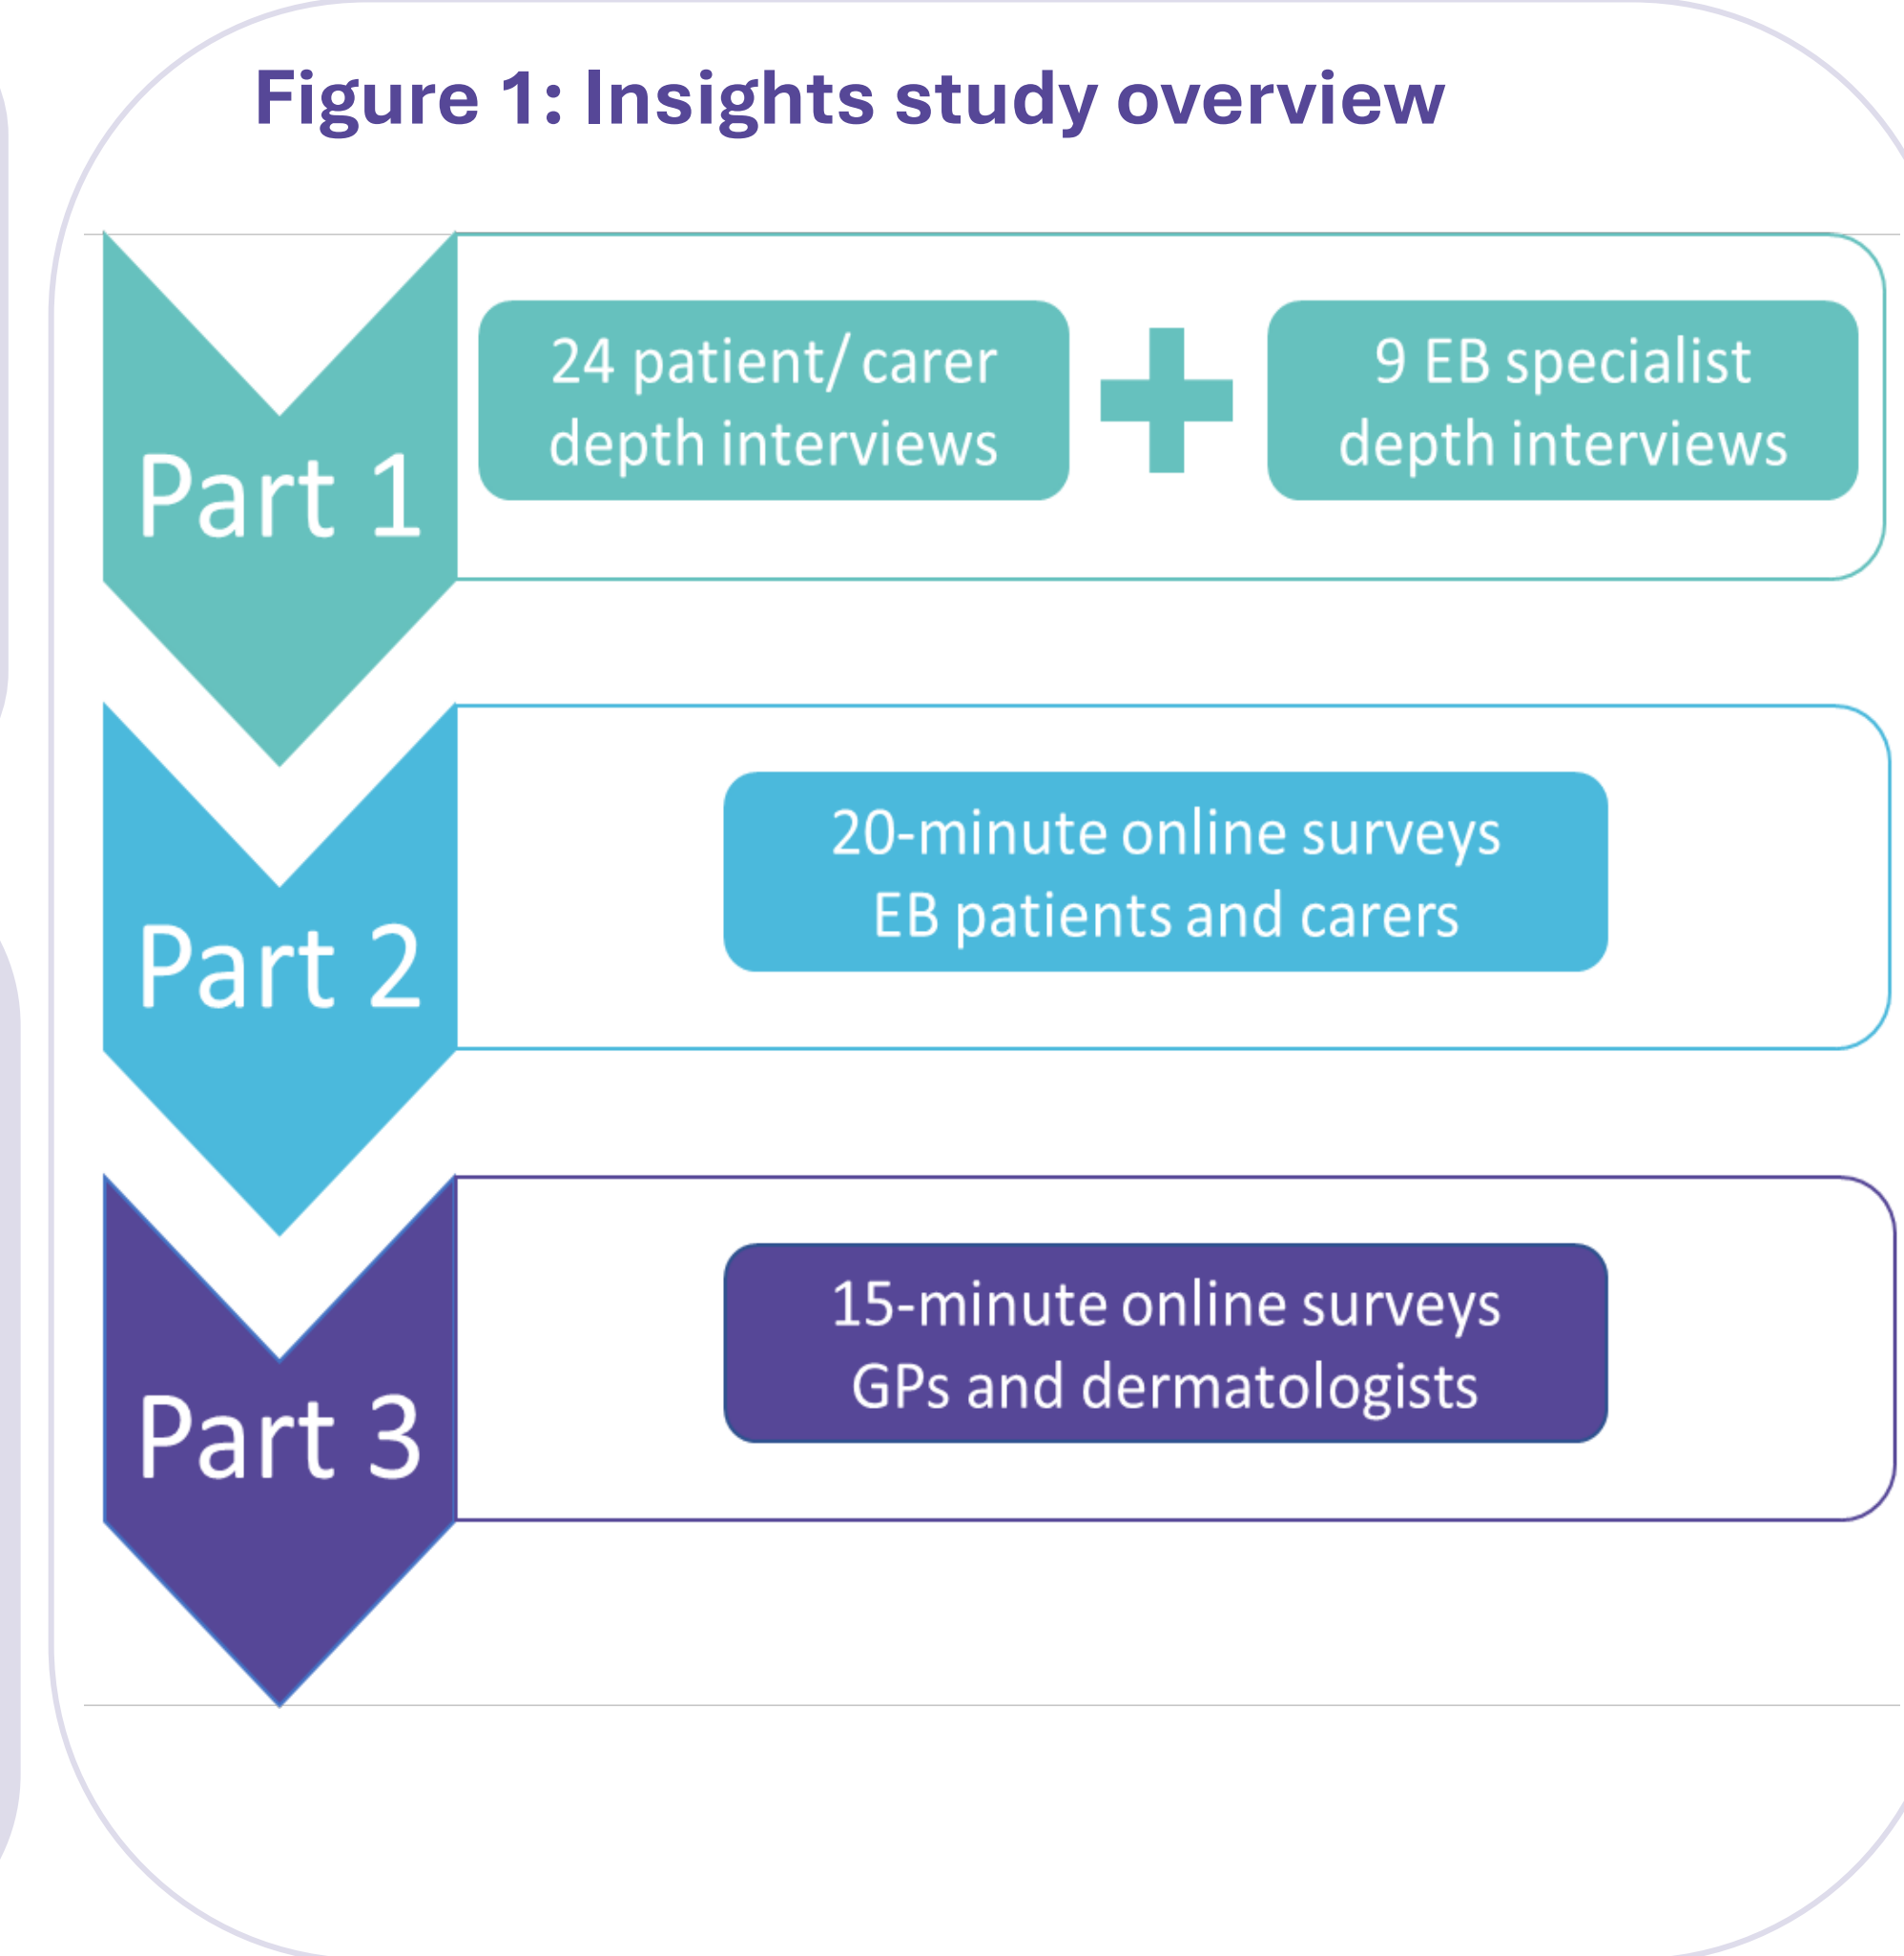 Figure 1: Insights study overview
Part 1
24 patient/ carer
depth interviews
9 EB specialist
depth interviews
Part 2
20-minute online surveys
EB patients and carers
Part 3
15-minute online surveys
GPs and dermatologists